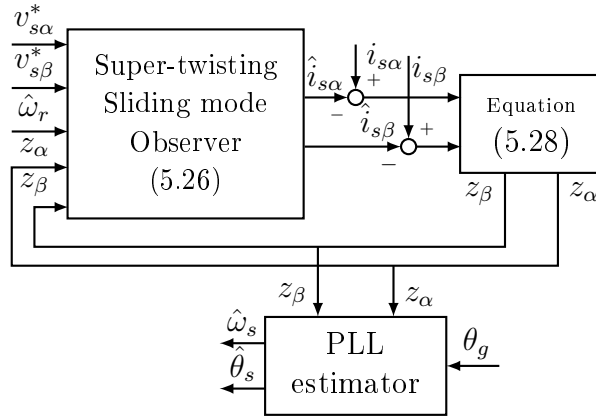 v*sα
v*sβ
ω̂r
zα
zβ
Super-twisting
Sliding mode
Observer
(5.26)
îsα
isα
isβ
+
−
îsβ
+
−
Equation
(5.28)
zβ
zα
zβ
zα
ω̂s
θ̂s
PLL
estimator
θg